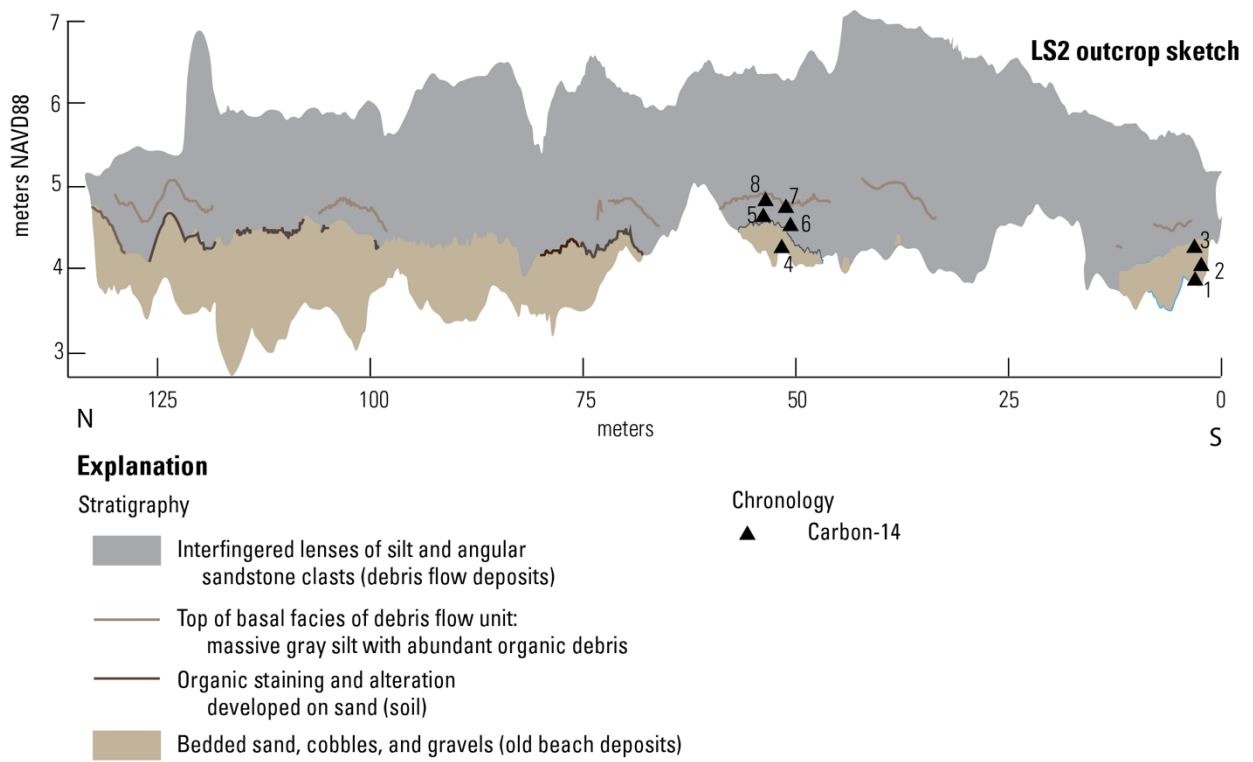 LS2 outcrop sketch
7
6
5
4
3
meters NAVD88
8
7
5
6
4
3
2
1
125
100
75
50
25
0
N
meters
S
Explanation
Stratigraphy
Interfingered lenses of silt and angular
sandstone clasts (debris flow deposits)
Top of basal facies of debris flow unit:
massive gray silt with abundant organic debris
Organic staining and alteration
developed on sand (soil)
Bedded sand, cobbles, and gravels (old beach deposits)
Chronology
Carbon-14